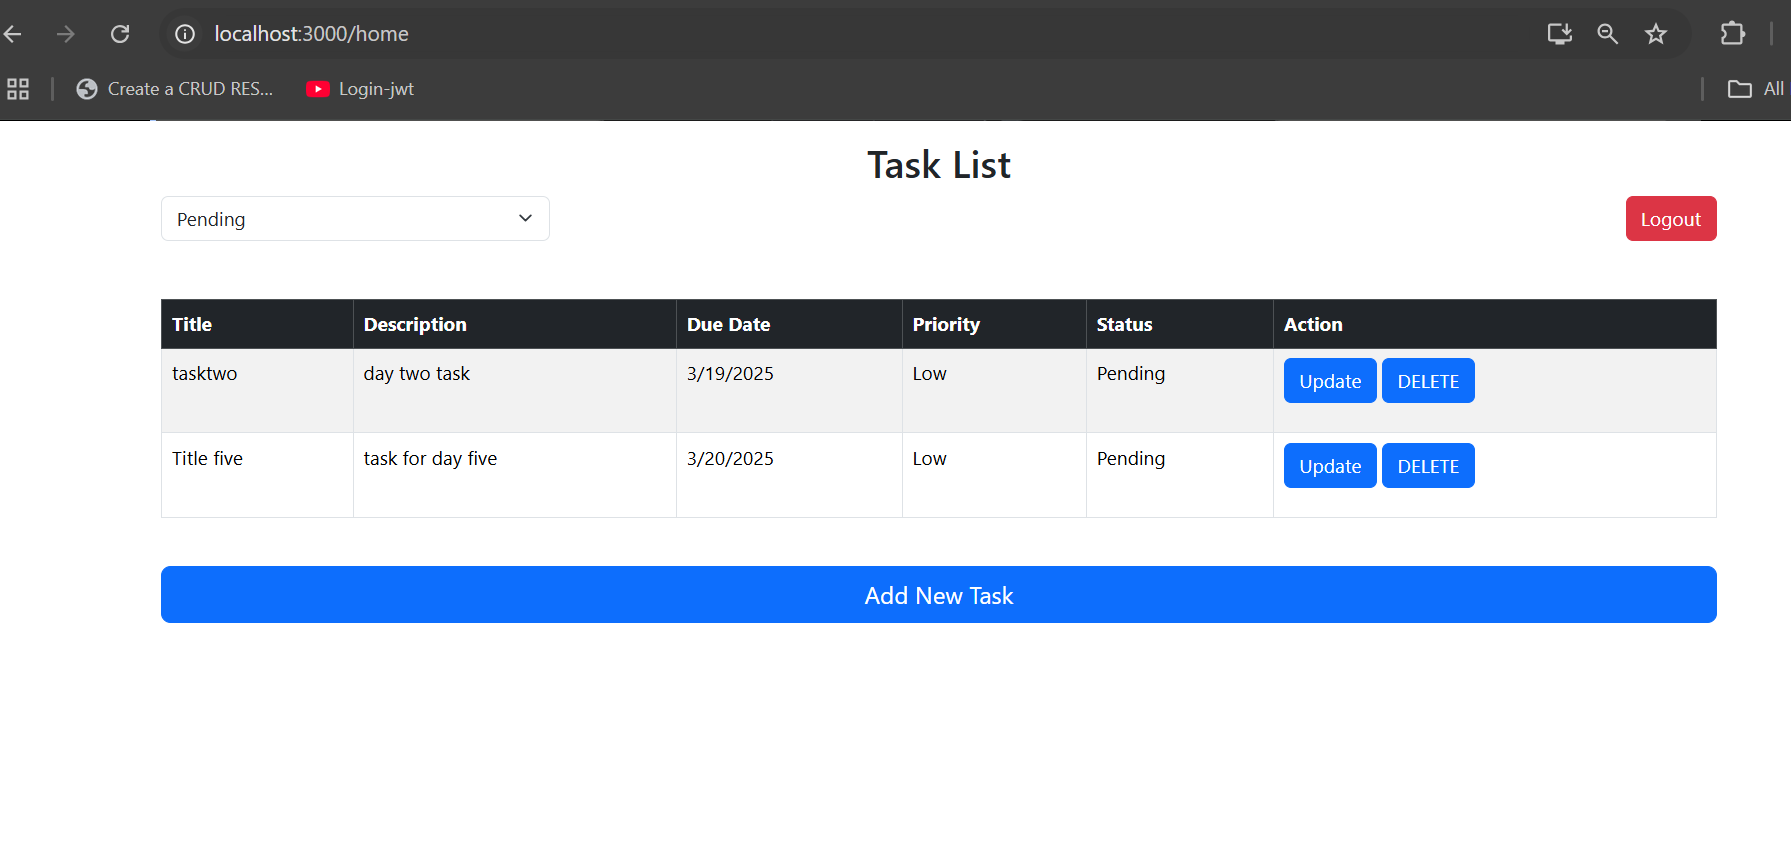 localhost:3000/home
Create a CRUD RES... Login-jwt All
Task List
Pending Logout
Title Description Due Date Priority Status Action
tasktwo day two task 3/19/2025 Low Pending Update DELETE
Title five task for day five 3/20/2025 Low Pending Update DELETE
Add New Task